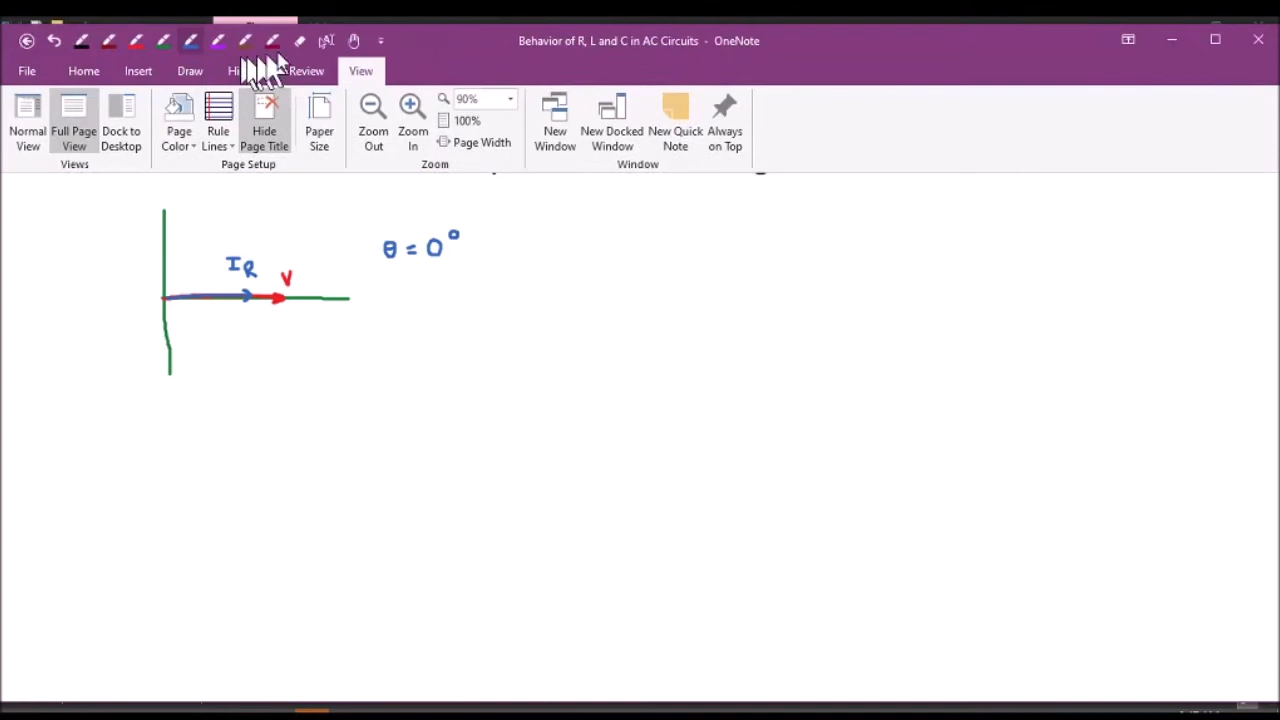 Behavior of R, L and C in AC Circuits - OneNote
File Home Insert Draw Review View
90%
100%
Page Width
Normal View
Full Page View
Dock to Desktop
Page Color
Rule Lines
Hide Page Title
Paper Size
Zoom Out
Zoom In
New Window
New Docked Window
New Quick Note
Always on Top
Views Page Setup Zoom Window
θ = 0°
I_R
V